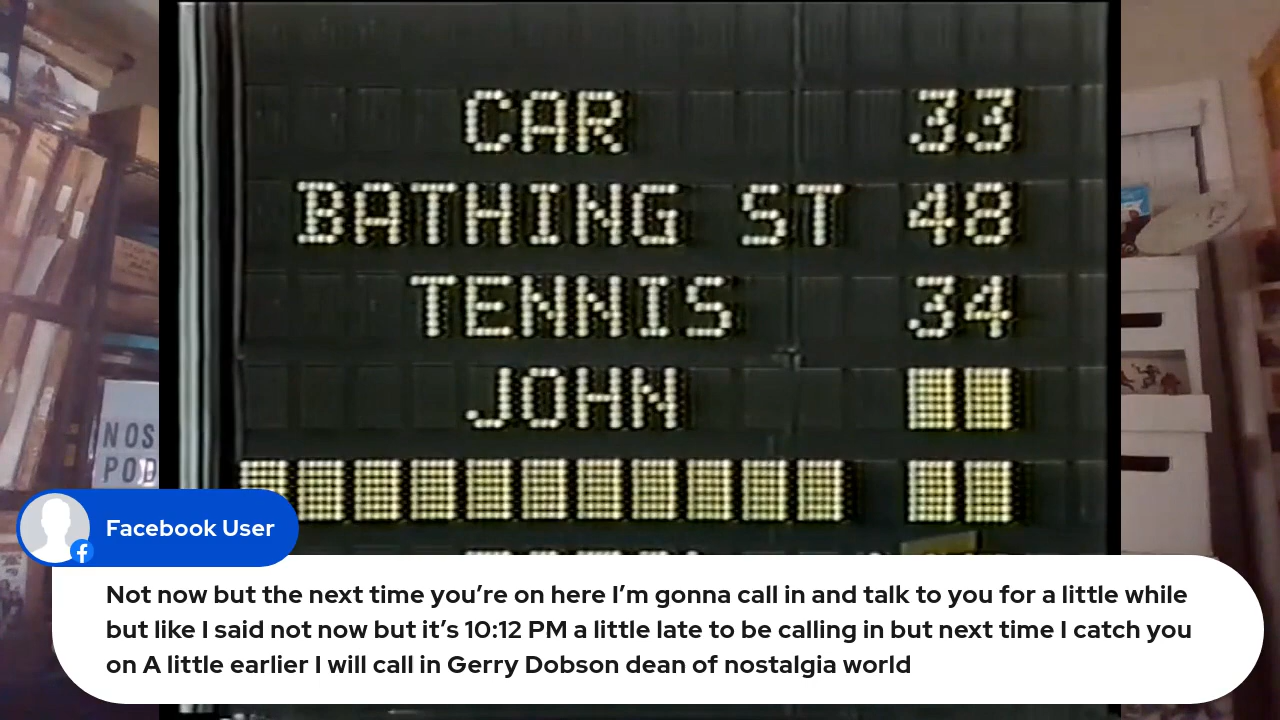 CAR 33
BATHING ST 48
TENNIS 34
JOHN
NOS
POD
Facebook User
Not now but the next time you’re on here I’m gonna call in and talk to you for a little while
but like I said not now but it’s 10:12 PM a little late to be calling in but next time I catch you
on A little earlier I will call in Gerry Dobson dean of nostalgia world